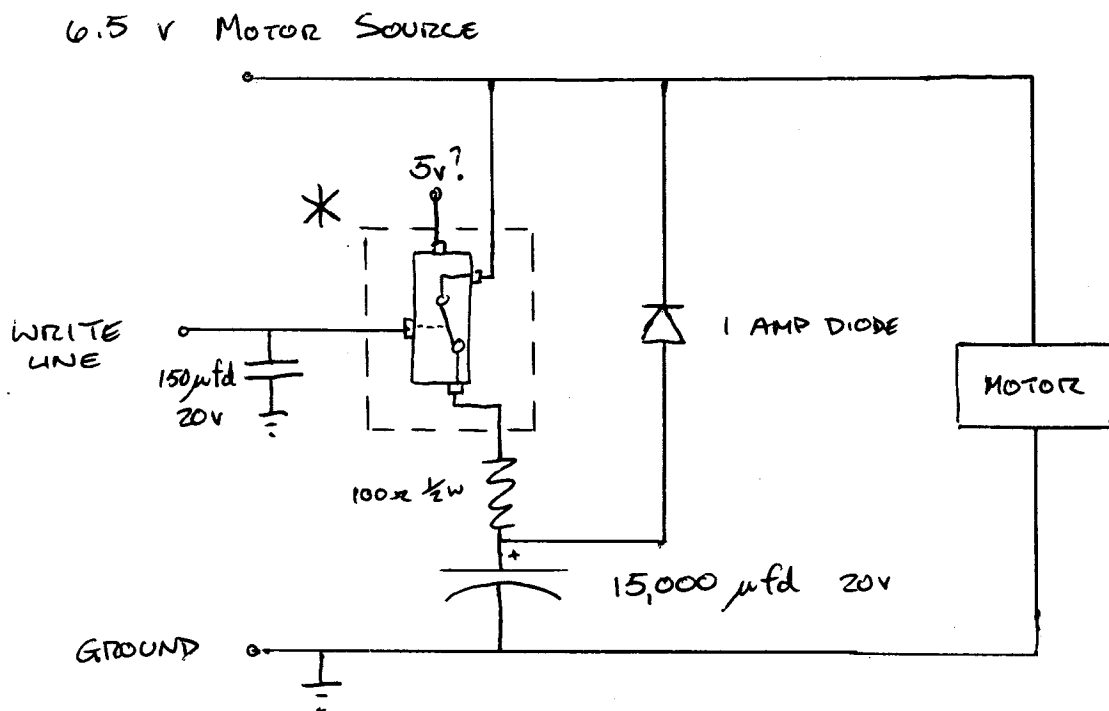 6.5 V MOTOR SOURCE
5v?
*
WRITE
LINE
150μfd
20v
1 AMP DIODE
MOTOR
100Ω ½w
+
15,000 μfd 20v
GROUND